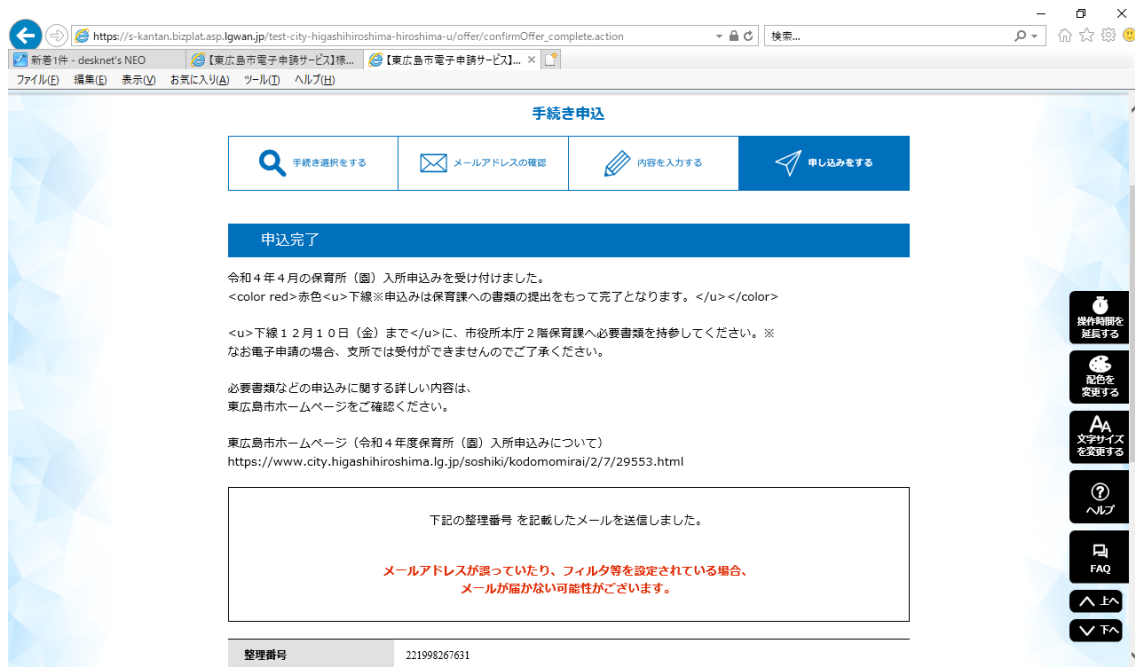 https://s-kantan.bizplat.asp.lgwan.jp/test-city-higashihiroshima-hiroshima-u/offer/confirmOffer_complete.action
検索...
新着1件 - desknet's NEO
【東広島市電子申請サービス】様...
【東広島市電子申請サービス】...
ファイル(F) 編集(E) 表示(V) お気に入り(A) ツール(T) ヘルプ(H)
手続き申込
手続き選択をする
メールアドレスの確認
内容を入力する
申し込みをする
申込完了
令和４年４月の保育所（園）入所申込みを受け付けました。
<color red>赤色<u>下線※申込みは保育課への書類の提出をもって完了となります。</u></color>
<u>下線１２月１０日（金）まで</u>に、市役所本庁２階保育課へ必要書類を持参してください。※
なお電子申請の場合、支所では受付ができませんのでご了承ください。
必要書類などの申込みに関する詳しい内容は、
東広島市ホームページをご確認ください。
東広島市ホームページ（令和４年度保育所（園）入所申込みについて）
https://www.city.higashihiroshima.lg.jp/soshiki/kodomomirai/2/7/29553.html
下記の整理番号 を記載したメールを送信しました。
メールアドレスが誤っていたり、フィルタ等を設定されている場合、
メールが届かない可能性がございます。
整理番号
221998267631
操作時間を
延長する
配色を
変更する
AA
文字サイズ
を変更する
ヘルプ
FAQ
上へ
下へ